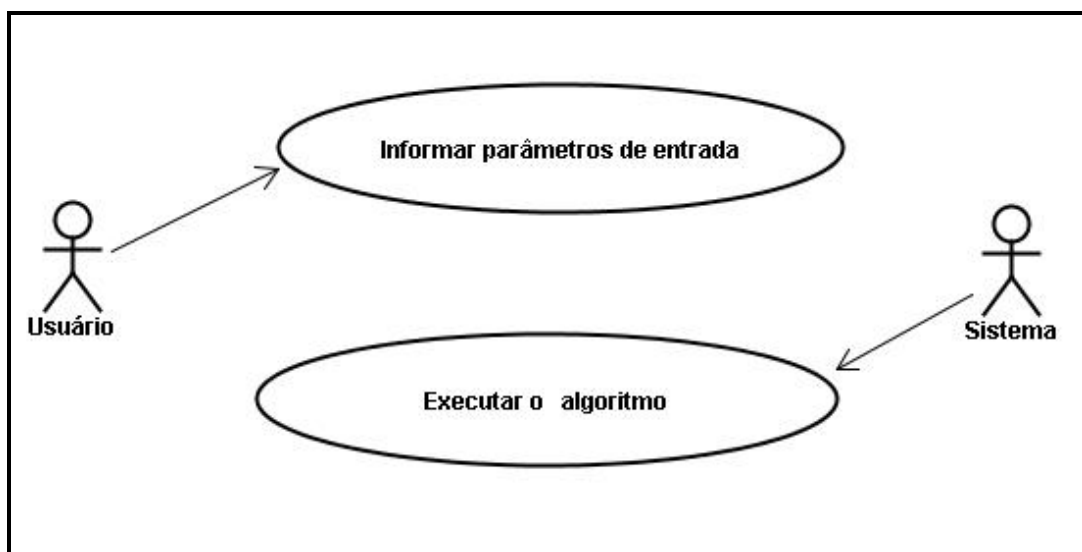 Informar parâmetros de entrada
Usuário
Sistema
Executar o algoritmo